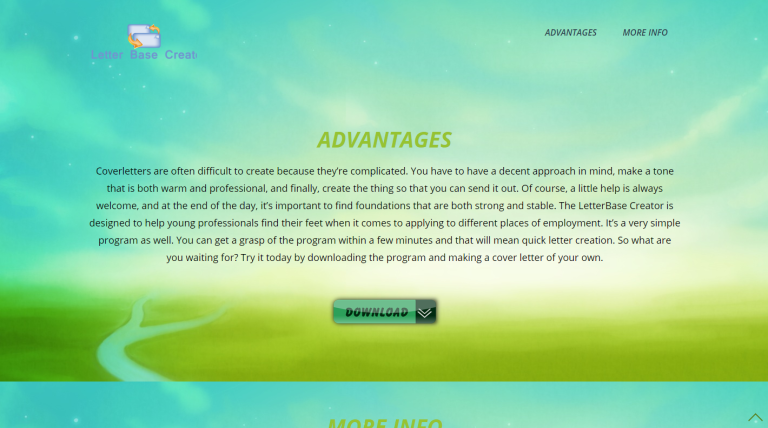 Letter Base Creat
ADVANTAGES
MORE INFO
ADVANTAGES
Coverletters are often difficult to create because they're complicated. You have to have a decent approach in mind, make a tone
that is both warm and professional, and finally, create the thing so that you can send it out. Of course, a little help is always
welcome, and at the end of the day, it's important to find foundations that are both strong and stable. The LetterBase Creator is
designed to help young professionals find their feet when it comes to applying to different places of employment. It's a very simple
program as well. You can get a grasp of the program within a few minutes and that will mean quick letter creation. So what are
you waiting for? Try it today by downloading the program and making a cover letter of your own.
DOWNLOAD
MORE INFO